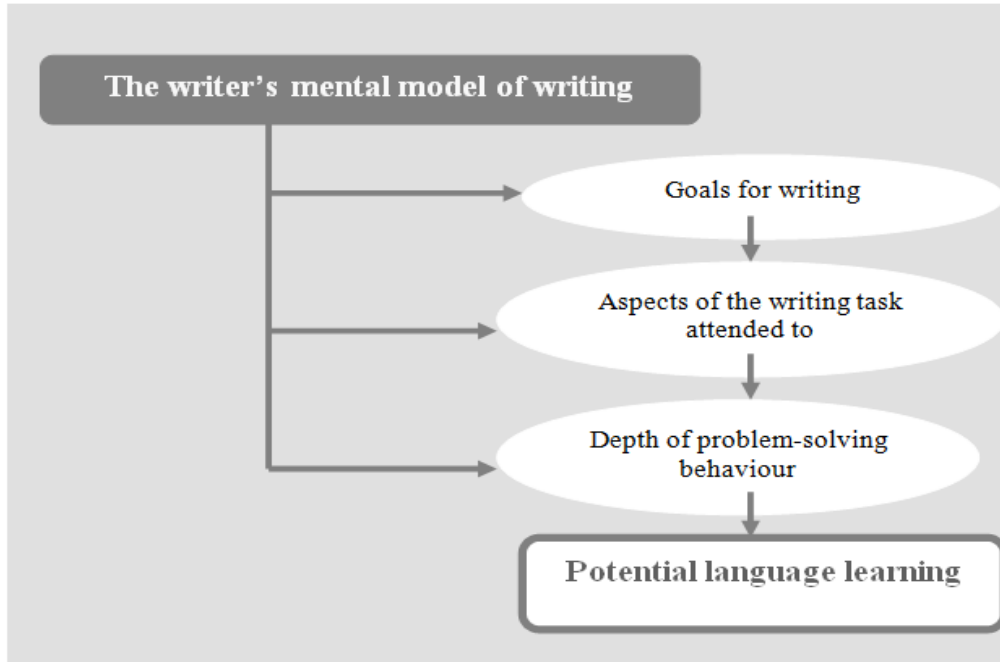 The writer’s mental model of writing
Goals for writing
Aspects of the writing task
attended to
Depth of problem-solving
behaviour
Potential language learning